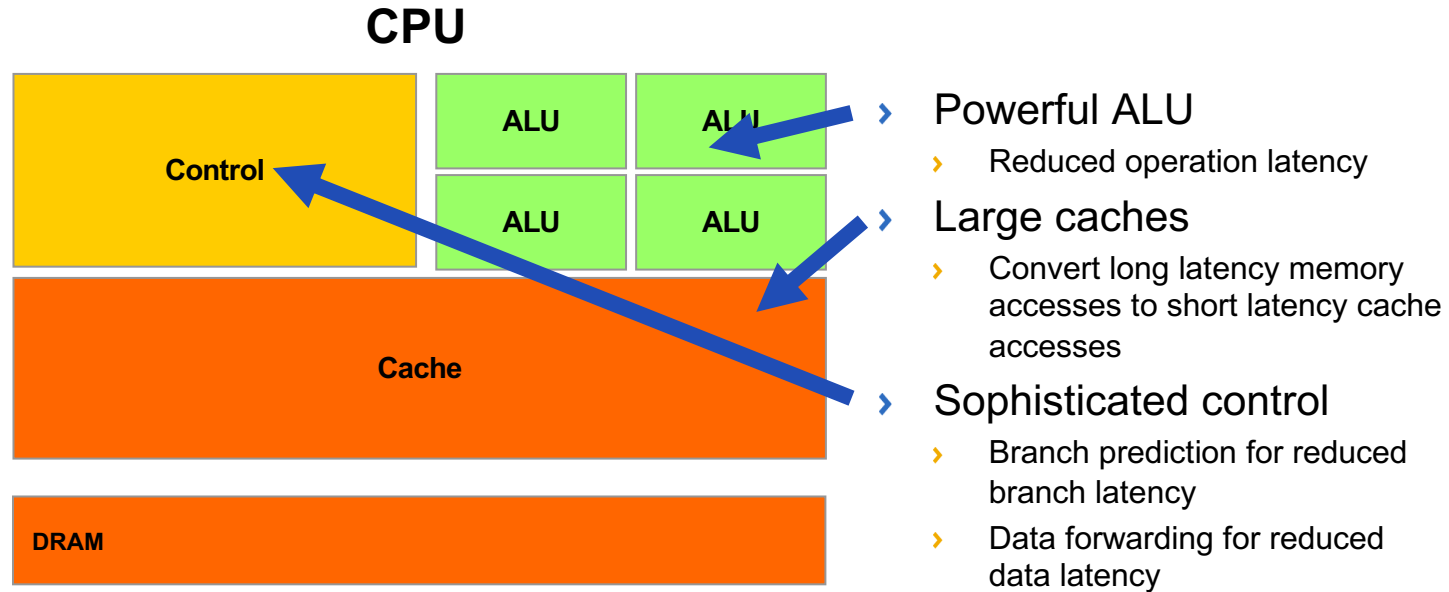 CPU
Control
ALU
ALU
ALU
ALU
Cache
DRAM
› Powerful ALU
› Reduced operation latency
› Large caches
› Convert long latency memory
accesses to short latency cache
accesses
› Sophisticated control
› Branch prediction for reduced
branch latency
› Data forwarding for reduced
data latency